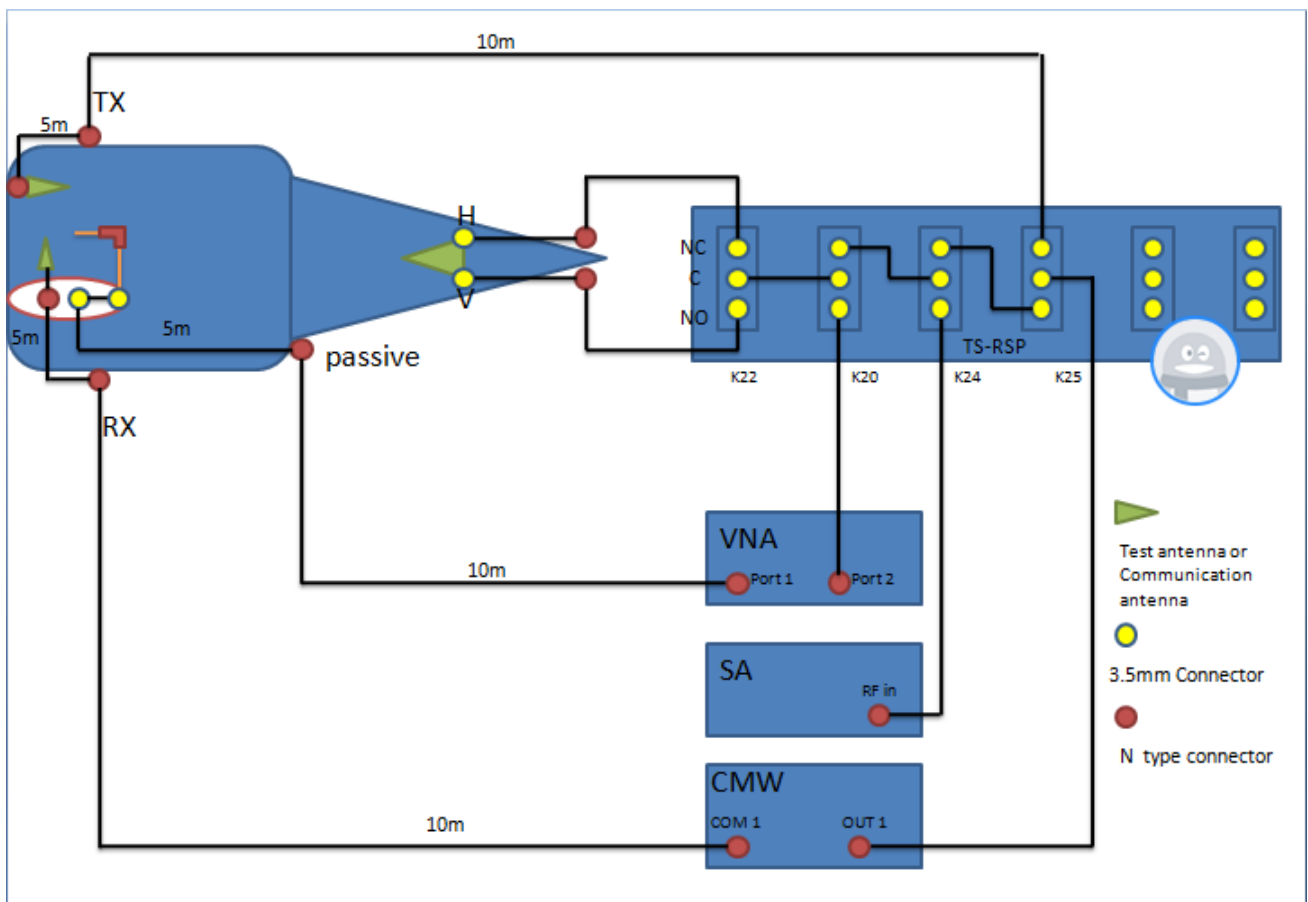 10m
TX
5m
H
V
NC
C
NO
5m
5m
passive
TS-RSP
K22
K20
K24
K25
RX
VNA
Port 1
Port 2
10m
Test antenna or
Communication
antenna
SA
RF in
3.5mm Connector
N type connector
CMW
COM 1
OUT 1
10m